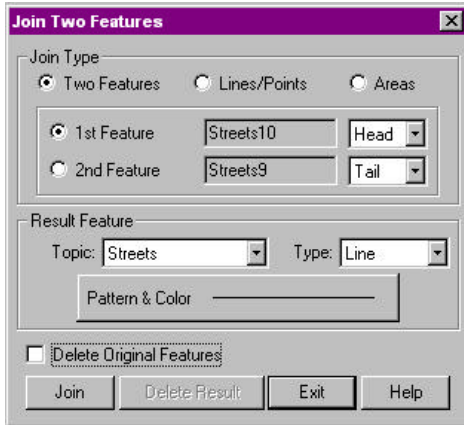 Join Two Features
Join Type
Two Features Lines/Points Areas
1st Feature Streets10 Head
2nd Feature Streets9 Tail
Result Feature
Topic: Streets Type: Line
Pattern & Color
Delete Original Features
Join Delete Result Exit Help